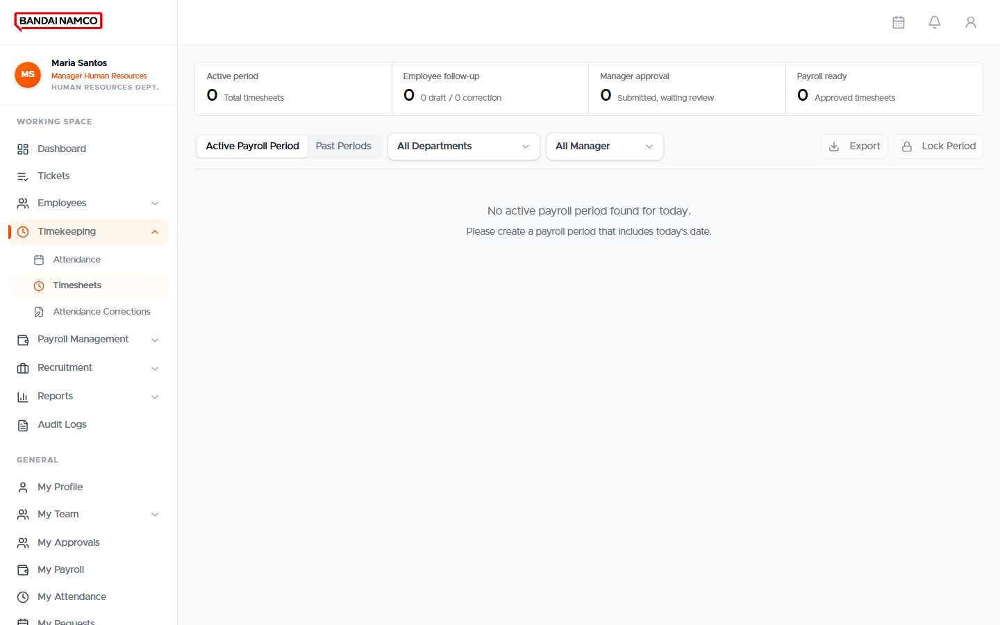 BANDAI NAMCO
MS
Maria Santos
Manager Human Resources
HUMAN RESOURCES DEPT.
WORKING SPACE
Dashboard
Tickets
Employees
Timekeeping
Attendance
Timesheets
Attendance Corrections
Payroll Management
Recruitment
Reports
Audit Logs
GENERAL
My Profile
My Team
My Approvals
My Payroll
My Attendance
My Requests
Active period
0 Total timesheets
Employee follow-up
0 0 draft / 0 correction
Manager approval
0 Submitted, waiting review
Payroll ready
0 Approved timesheets
Active Payroll Period Past Periods All Departments All Manager Export Lock Period
No active payroll period found for today.
Please create a payroll period that includes today's date.